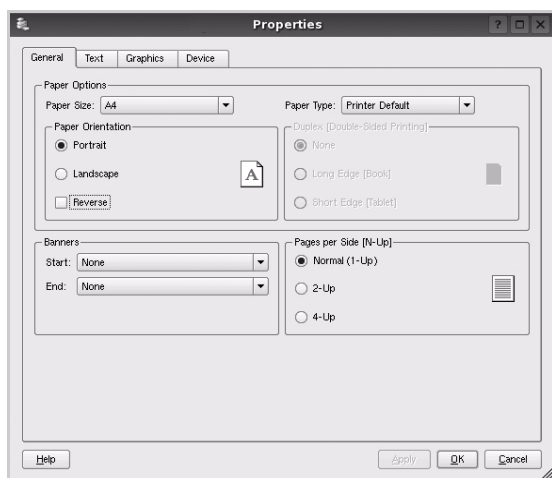 Properties
General Text Graphics Device
Paper Options
Paper Size: A4
Paper Type: Printer Default
Paper Orientation
Portrait
Landscape
Reverse
A
Duplex [Double-Sided Printing]
None
Long Edge [Book]
Short Edge [Tablet]
Banners
Start: None
End: None
Pages per Side [N-Up]
Normal (1-Up)
2-Up
4-Up
Help Apply OK Cancel